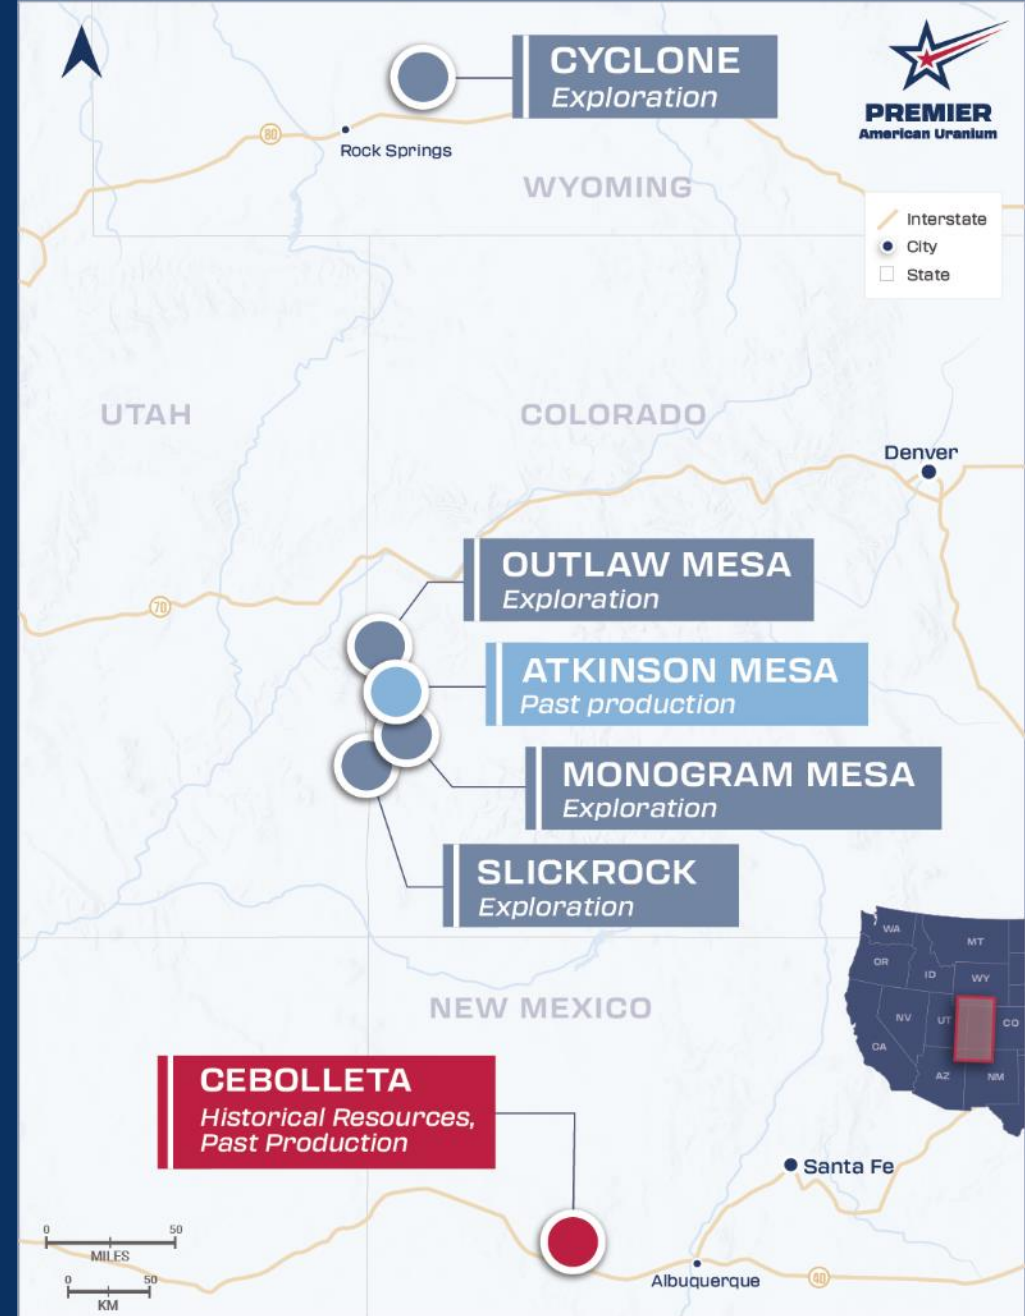 CYCLONE
Exploration
PREMIER
American Uranium
80
Rock Springs
WYOMING
Interstate
City
State
UTAH
COLORADO
Denver
OUTLAW MESA
Exploration
70
ATKINSON MESA
Past production
MONOGRAM MESA
Exploration
SLICKROCK
Exploration
WA
MT
OR
ID
WY
NV
UT
CO
CA
AZ
NM
NEW MEXICO
CEBOLLETA
Historical Resources,
Past Production
Santa Fe
0 50
MILES
0 50
KM
Albuquerque
40